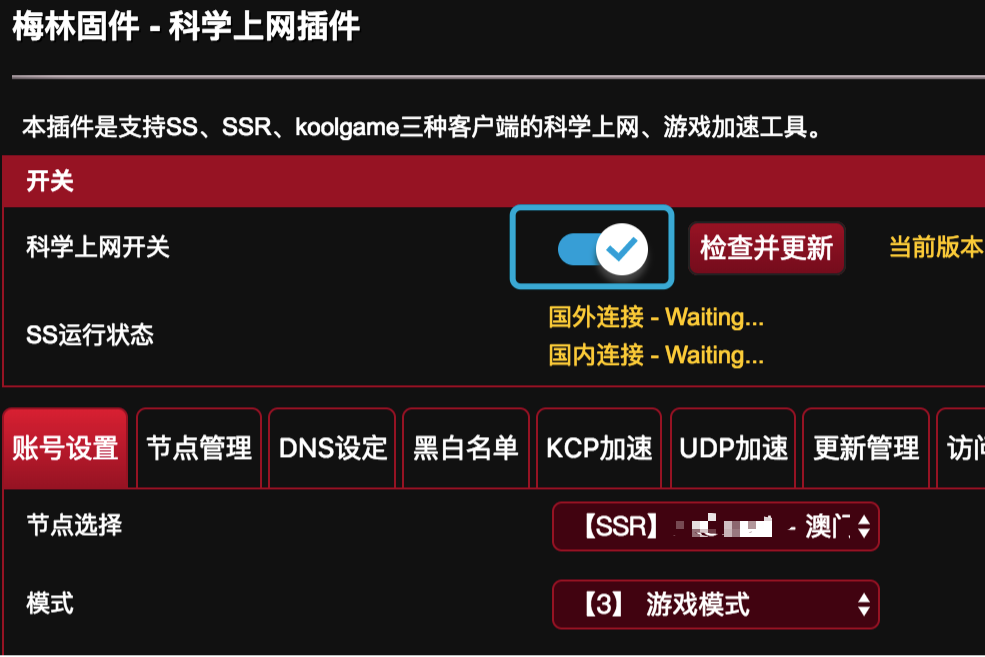 梅林固件 - 科学上网插件
本插件是支持SS、SSR、koolgame三种客户端的科学上网、游戏加速工具。
开关
科学上网开关
检查并更新
当前版本
SS运行状态
国外连接 - Waiting...
国内连接 - Waiting...
账号设置 节点管理 DNS设定 黑白名单 KCP加速 UDP加速 更新管理 访问
节点选择
【SSR】 - 澳门
模式
【3】 游戏模式